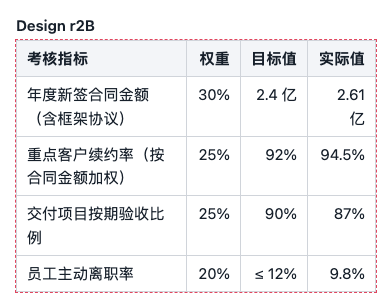 Design r2B
考核指标 权重 目标值 实际值
年度新签合同金额 30% 2.4 亿 2.61
（含框架协议） 亿
重点客户续约率（按 25% 92% 94.5%
合同金额加权）
交付项目按期验收比 25% 90% 87%
例
员工主动离职率 20% ≤ 12% 9.8%